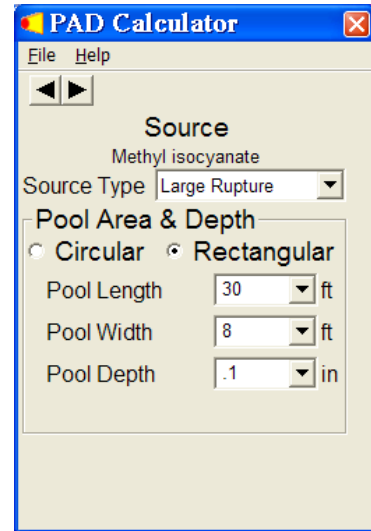 PAD Calculator
File Help
Source
Methyl isocyanate
Source Type Large Rupture
Pool Area & Depth
Circular Rectangular
Pool Length 30 ft
Pool Width 8 ft
Pool Depth .1 in